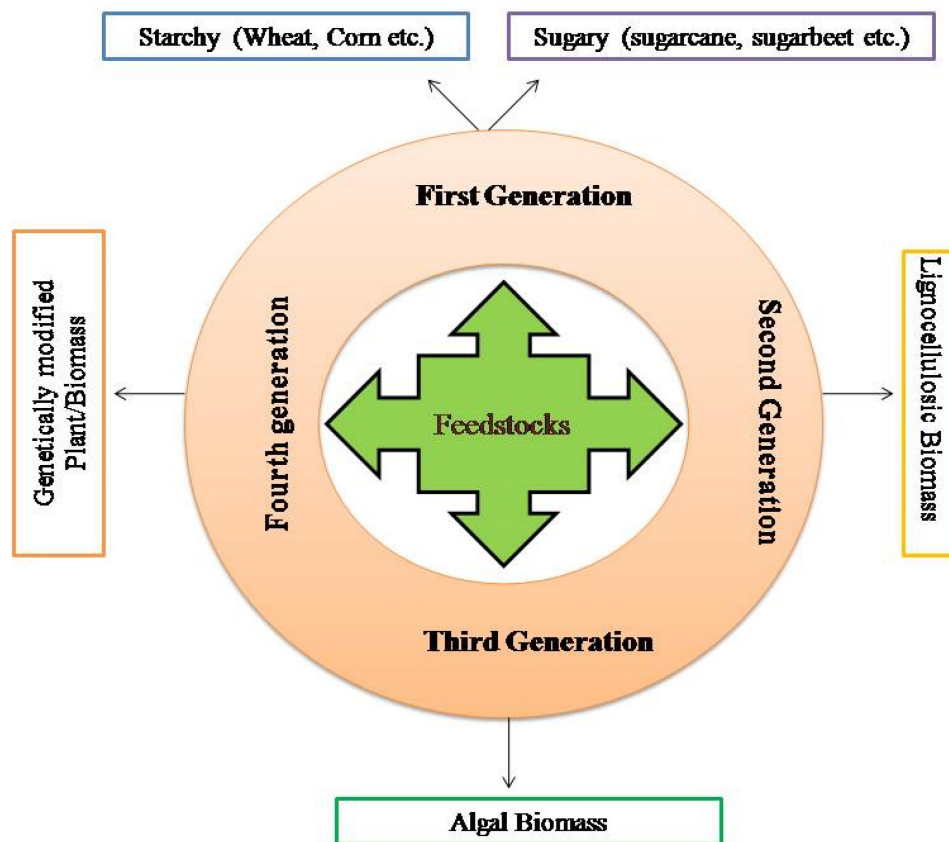 Starchy (Wheat, Corn etc.)
Sugary (sugarcane, sugarbeet etc.)
First Generation
Genetically modified
Plant/Biomass
Fourth generation
Feedstocks
Second Generation
Lignocellulosic Biomass
Third Generation
Algal Biomass